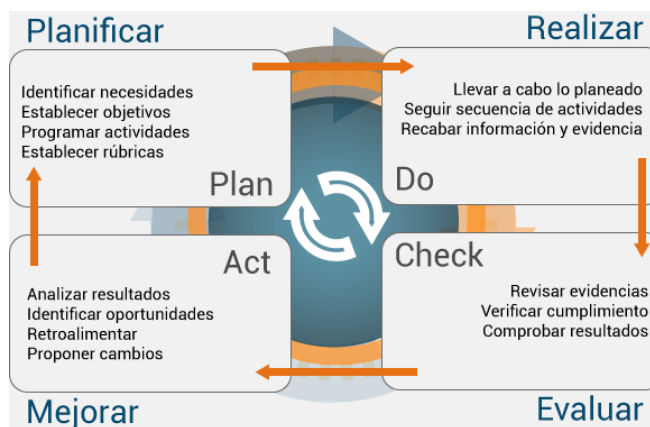 Planificar
Identificar necesidades
Establecer objetivos
Programar actividades
Establecer rúbricas
Plan
Realizar
Llevar a cabo lo planeado
Seguir secuencia de actividades
Recabar información y evidencia
Do
Check
Revisar evidencias
Verificar cumplimiento
Comprobar resultados
Evaluar
Act
Analizar resultados
Identificar oportunidades
Retroalimentar
Proponer cambios
Mejorar